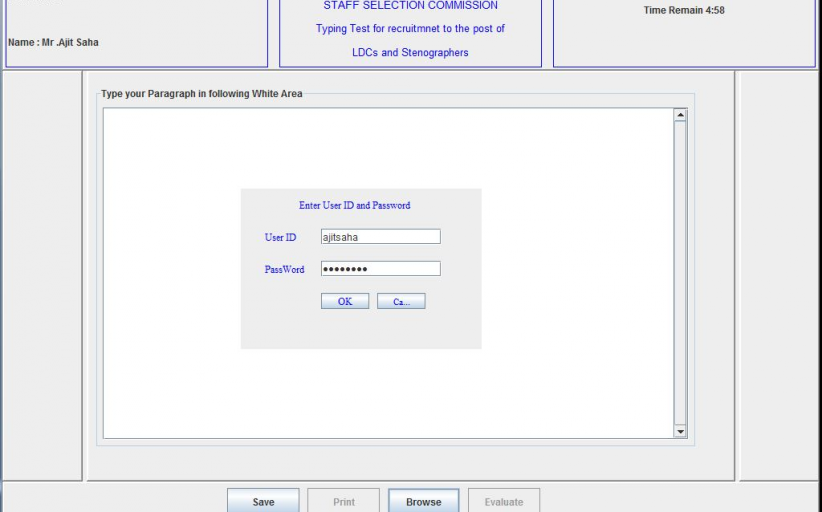 STAFF SELECTION COMMISSION
Time Remain 4:58
Typing Test for recruitmnet to the post of
Name : Mr .Ajit Saha
LDCs and Stenographers
Type your Paragraph in following White Area
Enter User ID and Password
User ID ajitsaha
PassWord ••••••••
OK Ca...
Save Print Browse Evaluate